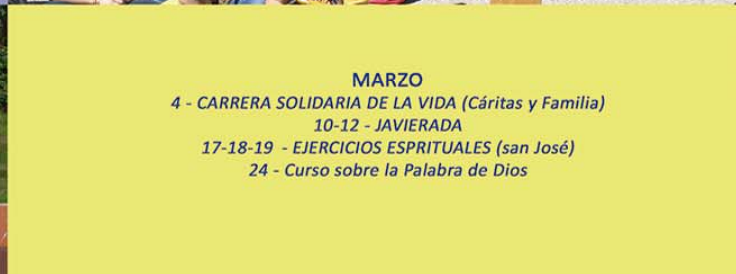 MARZO
4 - CARRERA SOLIDARIA DE LA VIDA (Cáritas y Familia)
10-12 - JAVIERADA
17-18-19 - EJERCICIOS ESPRITUALES (san José)
24 - Curso sobre la Palabra de Dios